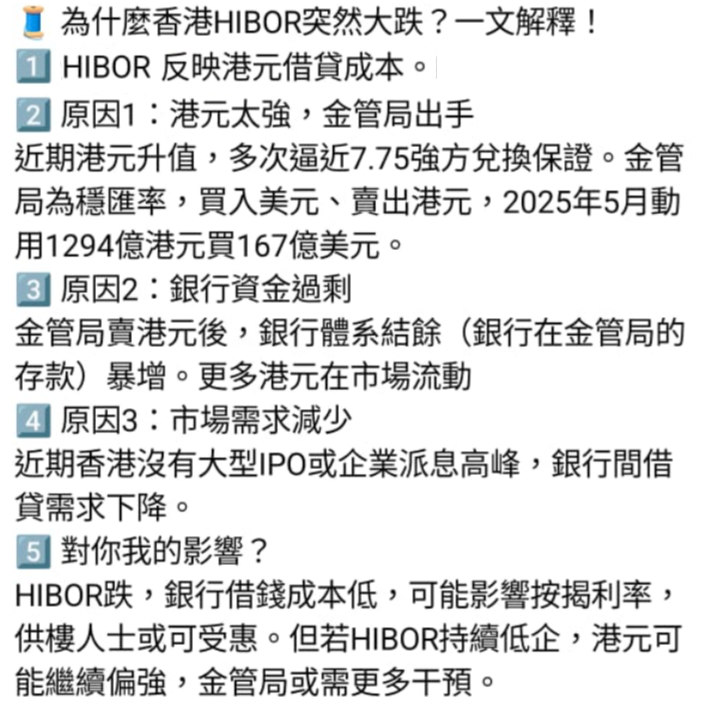 🧵 為什麼香港HIBOR突然大跌？一文解釋！
1️⃣ HIBOR 反映港元借貸成本。
2️⃣ 原因1：港元太強，金管局出手
近期港元升值，多次逼近7.75強方兌換保證。金管
局為穩匯率，買入美元、賣出港元，2025年5月動
用1294億港元買167億美元。
3️⃣ 原因2：銀行資金過剩
金管局賣港元後，銀行體系結餘（銀行在金管局的
存款）暴增。更多港元在市場流動
4️⃣ 原因3：市場需求減少
近期香港沒有大型IPO或企業派息高峰，銀行間借
貸需求下降。
5️⃣ 對你我的影響？
HIBOR跌，銀行借錢成本低，可能影響按揭利率，
供樓人士或可受惠。但若HIBOR持續低企，港元可
能繼續偏強，金管局或需更多干預。